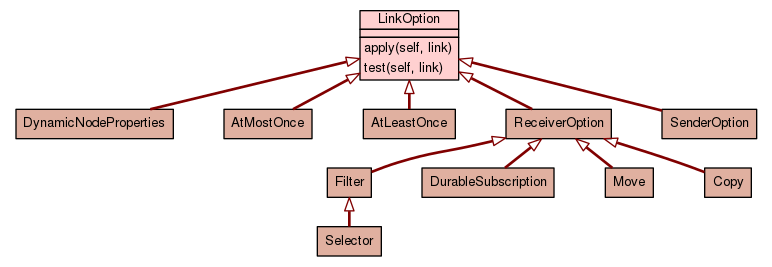 LinkOption
apply(self, link)
test(self, link)
DynamicNodeProperties
AtMostOnce
AtLeastOnce
ReceiverOption
SenderOption
Filter
DurableSubscription
Move
Copy
Selector